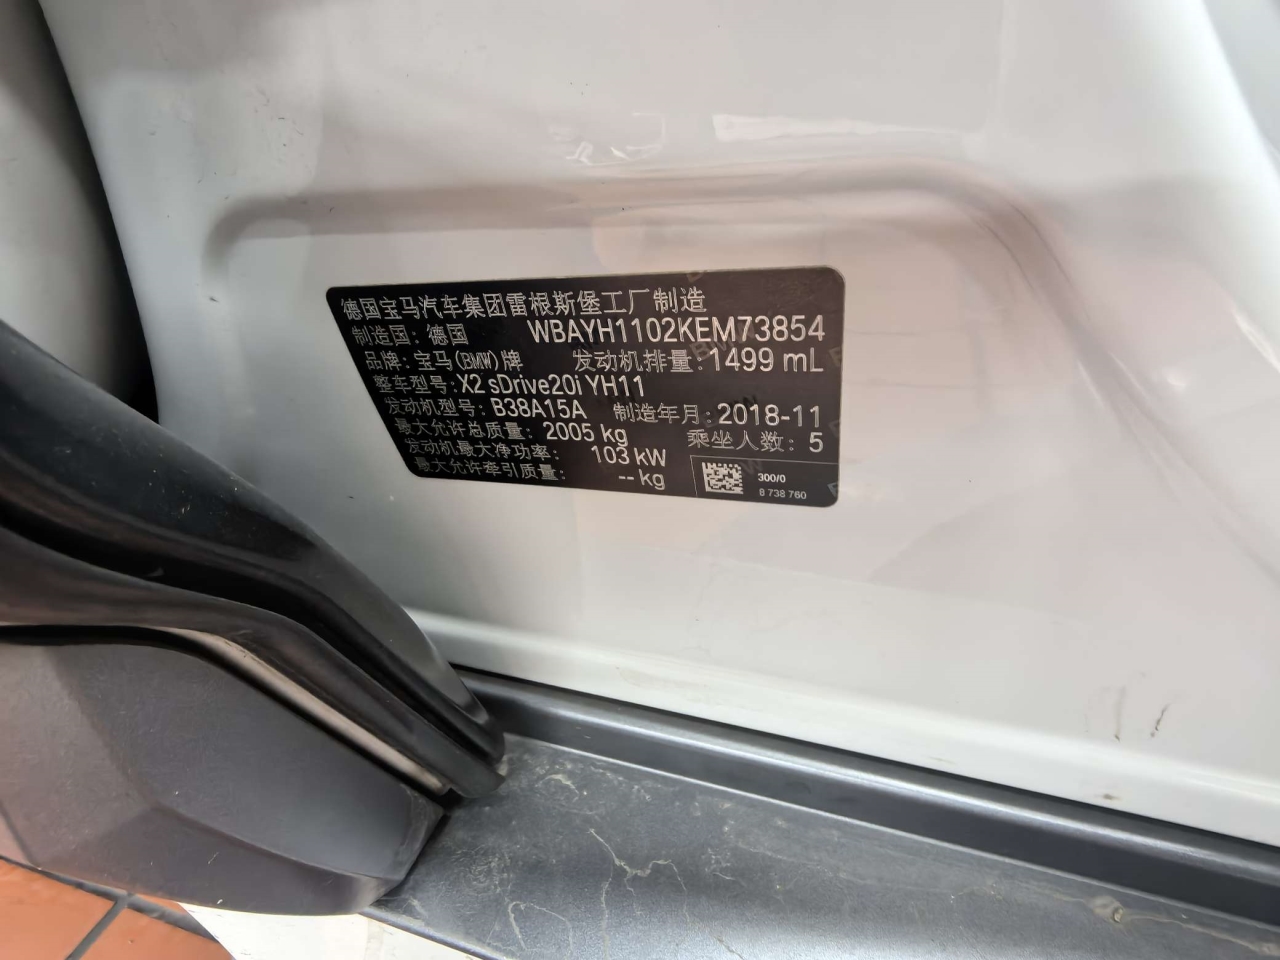 德国宝马汽车集团雷根斯堡工厂制造
制造国：德国 WBAYH1102KEM73854
品牌：宝马(BMW)牌 发动机排量：1499 mL
整车型号：X2 sDrive20i YH11
发动机型号：B38A15A 制造年月：2018-11
最大允许总质量：2005 kg 乘坐人数：5
发动机最大净功率：103 kW
最大允许牵引质量：-- kg
300/0
8 738 760